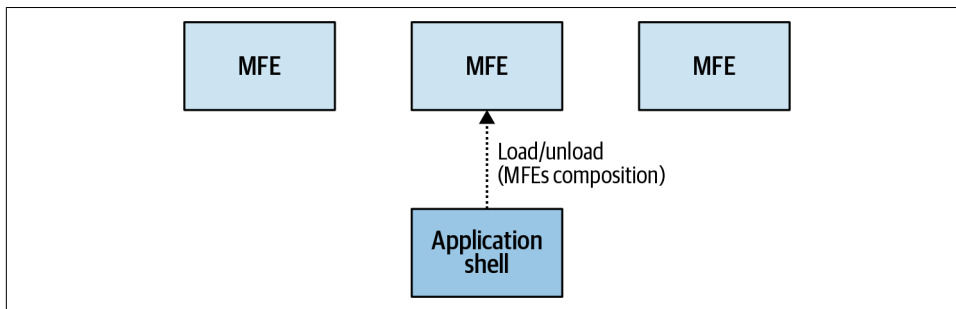 MFE
MFE
MFE
Load/unload
(MFEs composition)
Application
shell